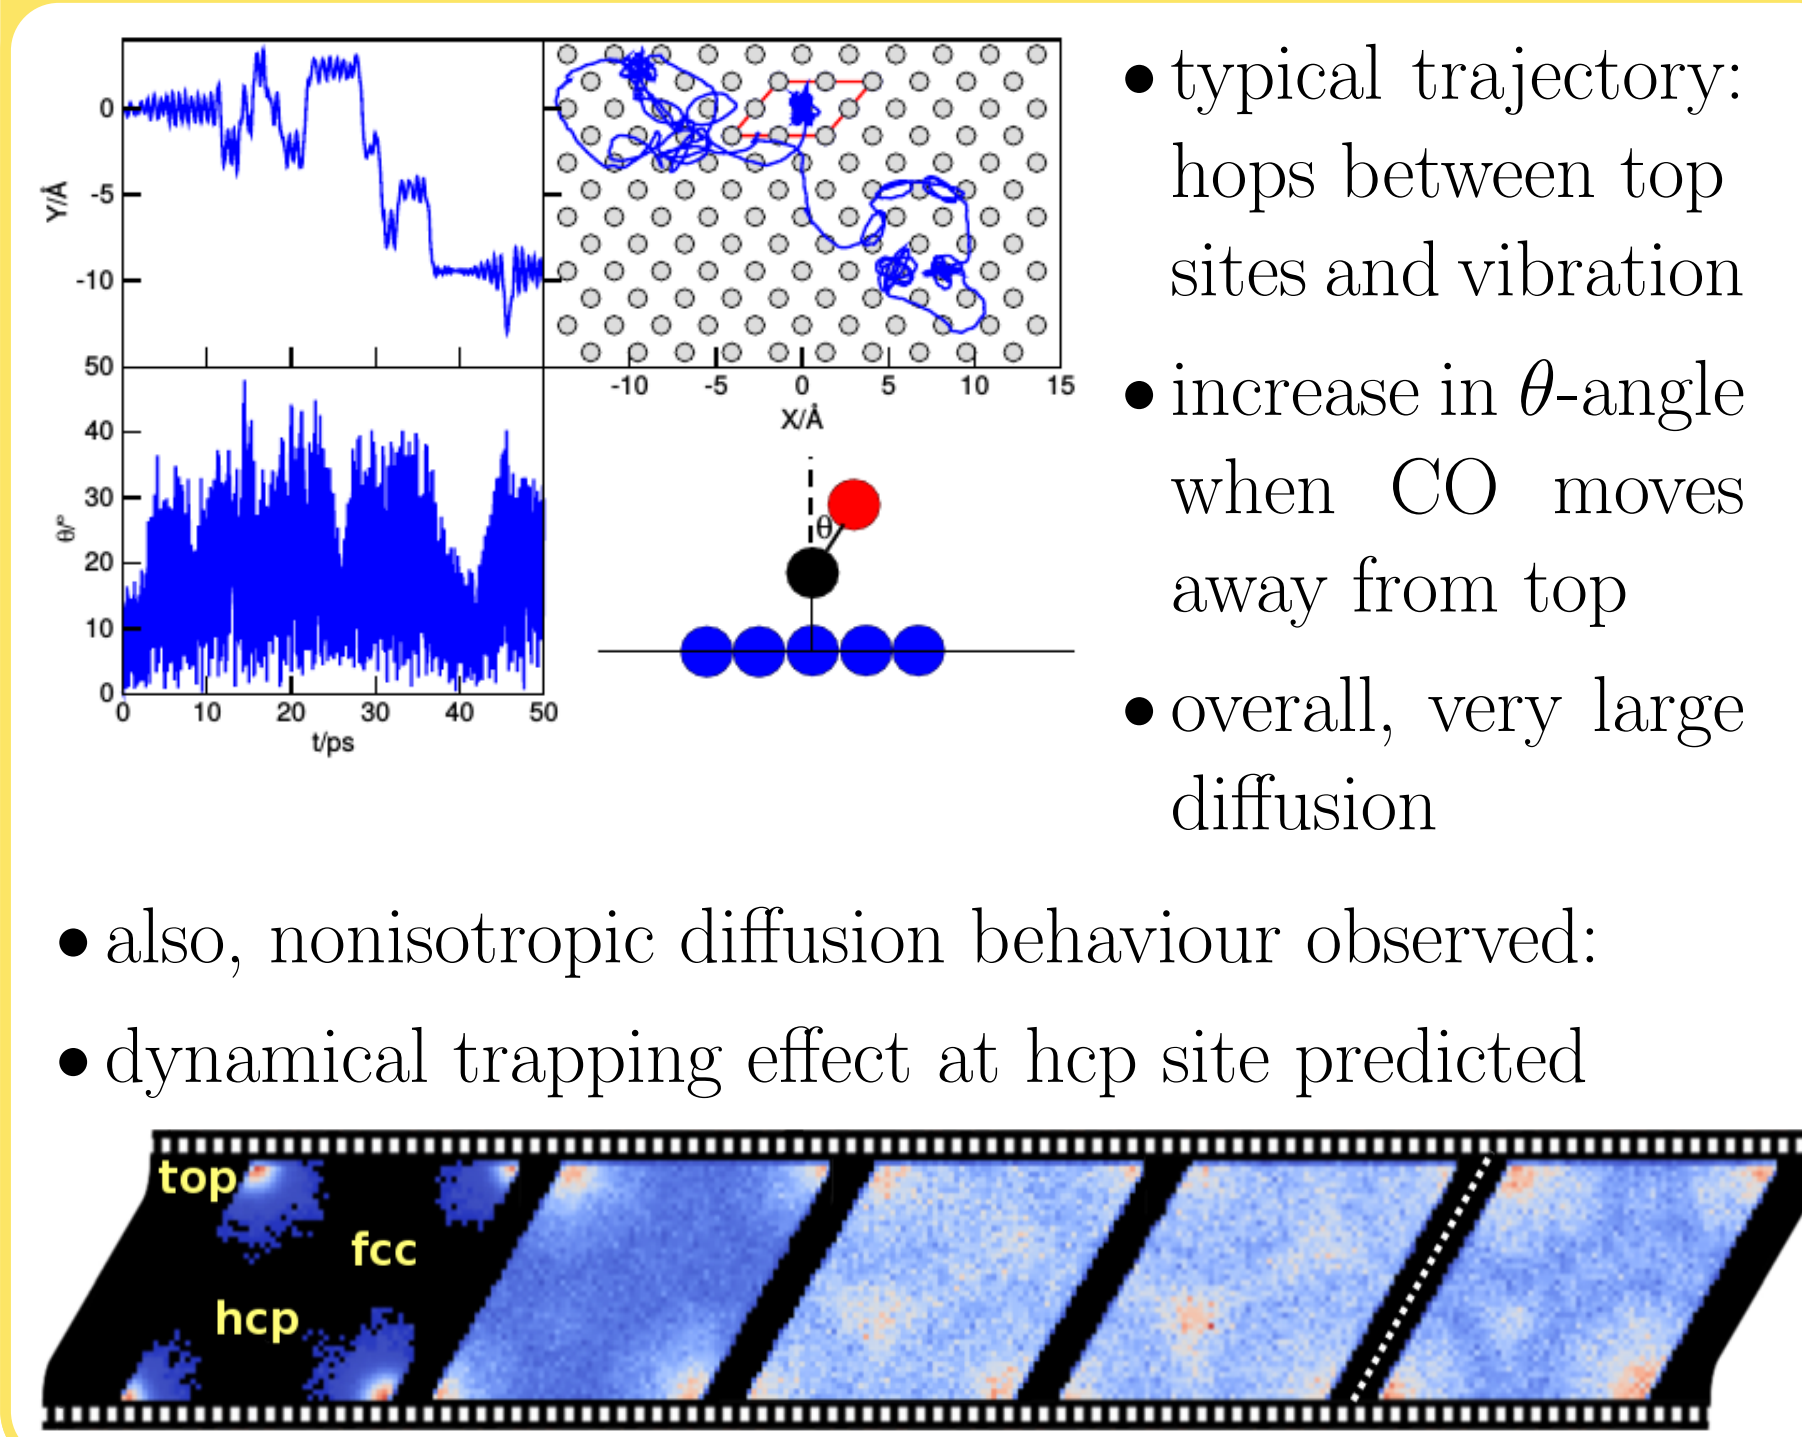 0
-5
-10
Y/Å
50
40
30
20
10
0
θ/°
0 10 20 30 40 50
t/ps
-10 -5 0 5 10 15
X/Å
θ
• typical trajectory:
hops between top
sites and vibration
• increase in θ-angle
when CO moves
away from top
• overall, very large
diffusion
• also, nonisotropic diffusion behaviour observed:
• dynamical trapping effect at hcp site predicted
top
fcc
hcp